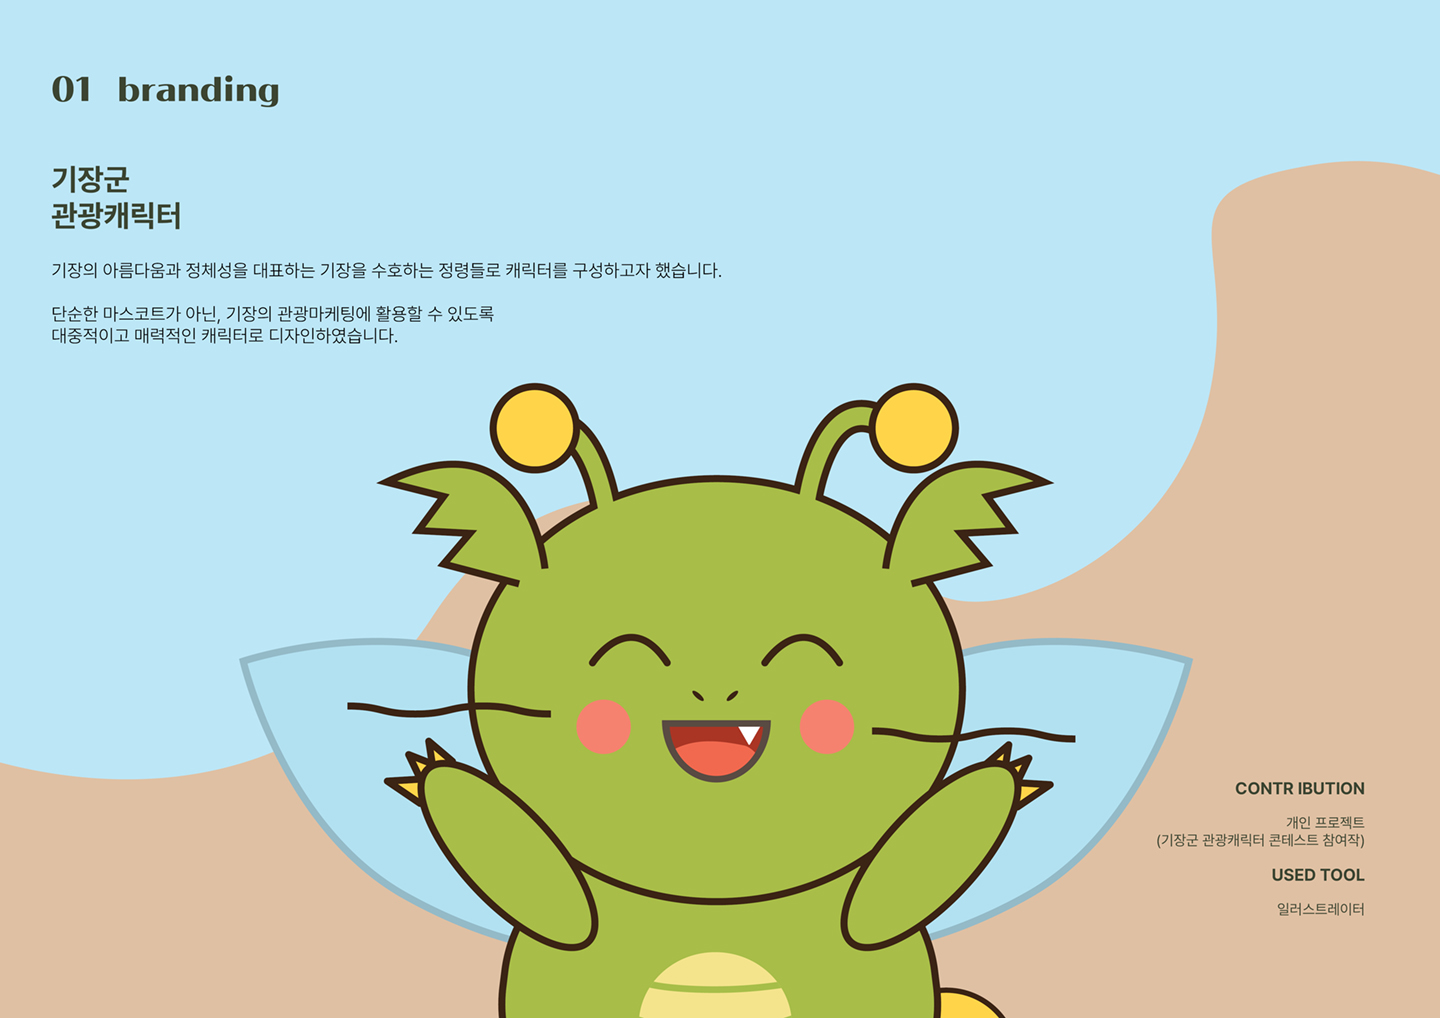 01 branding
기장군
관광캐릭터
기장의 아름다움과 정체성을 대표하는 기장을 수호하는 정령들로 캐릭터를 구성하고자 했습니다.
단순한 마스코트가 아닌, 기장의 관광마케팅에 활용할 수 있도록
대중적이고 매력적인 캐릭터로 디자인하였습니다.
CONTR IBUTION
개인 프로젝트
(기장군 관광캐릭터 콘테스트 참여작)
USED TOOL
일러스트레이터